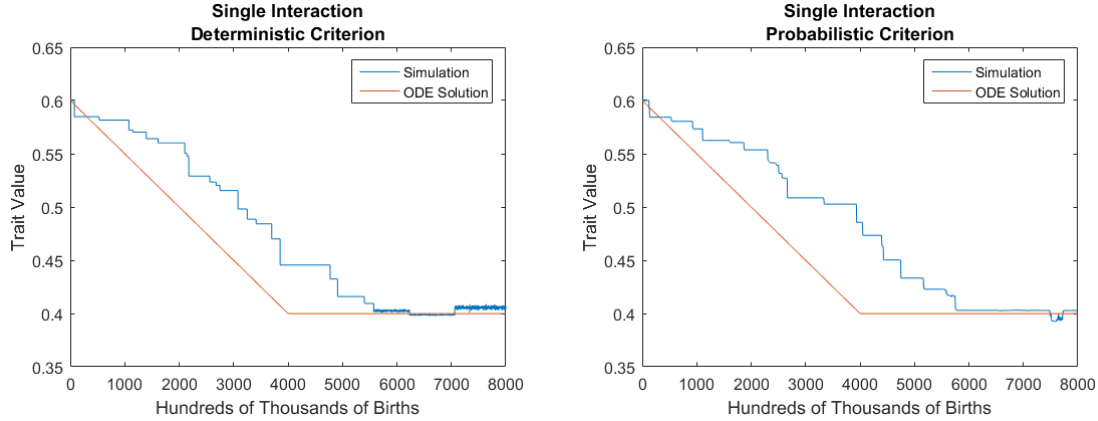 Single Interaction
Deterministic Criterion
0.65
0.6
0.55
0.5
0.45
0.4
0.35
Trait Value
Simulation
ODE Solution
0 1000 2000 3000 4000 5000 6000 7000 8000
Hundreds of Thousands of Births
Single Interaction
Probabilistic Criterion
0.65
0.6
0.55
0.5
0.45
0.4
0.35
Trait Value
Simulation
ODE Solution
0 1000 2000 3000 4000 5000 6000 7000 8000
Hundreds of Thousands of Births